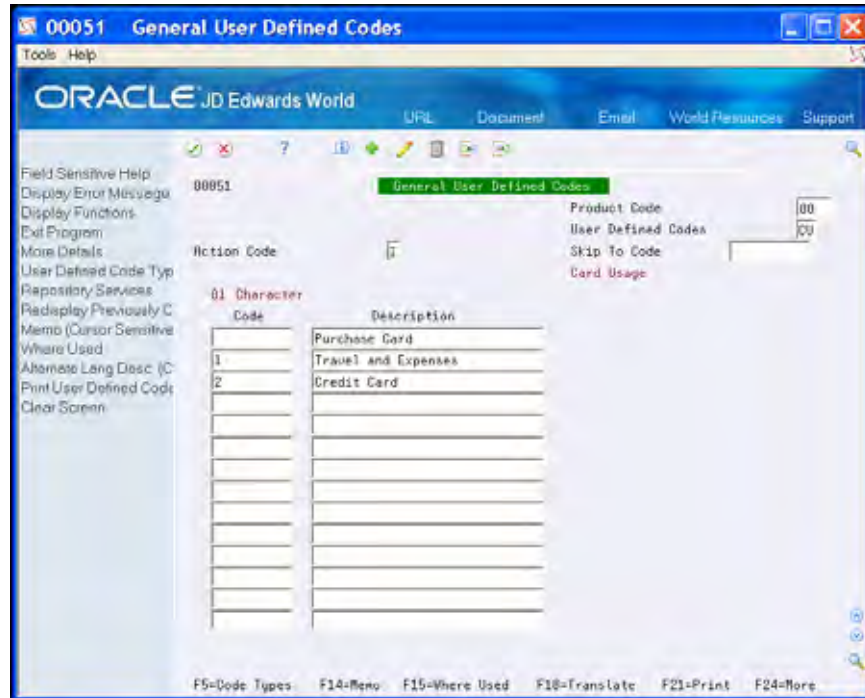 00051 General User Defined Codes
Tools Help
ORACLE JD Edwards World
URL Document Email World Resources Support
Field Sensitive Help
Display Error Message
Display Functions
Exit Program
More Details
User Defined Code Typ
Repository Services
Redisplay Previously C
Memo (Cursor Sensitive
Where Used
Alternate Lang Desc (C
Print User Defined Code
Clear Screen
00051 General User Defined Codes
Product Code 00
User Defined Codes CU
Action Code I Skip To Code
Card Usage
01 Character
Code Description
Purchase Card
1 Travel and Expenses
2 Credit Card
F5=Code Types F14=Memo F15=Where Used F18=Translate F21=Print F24=More